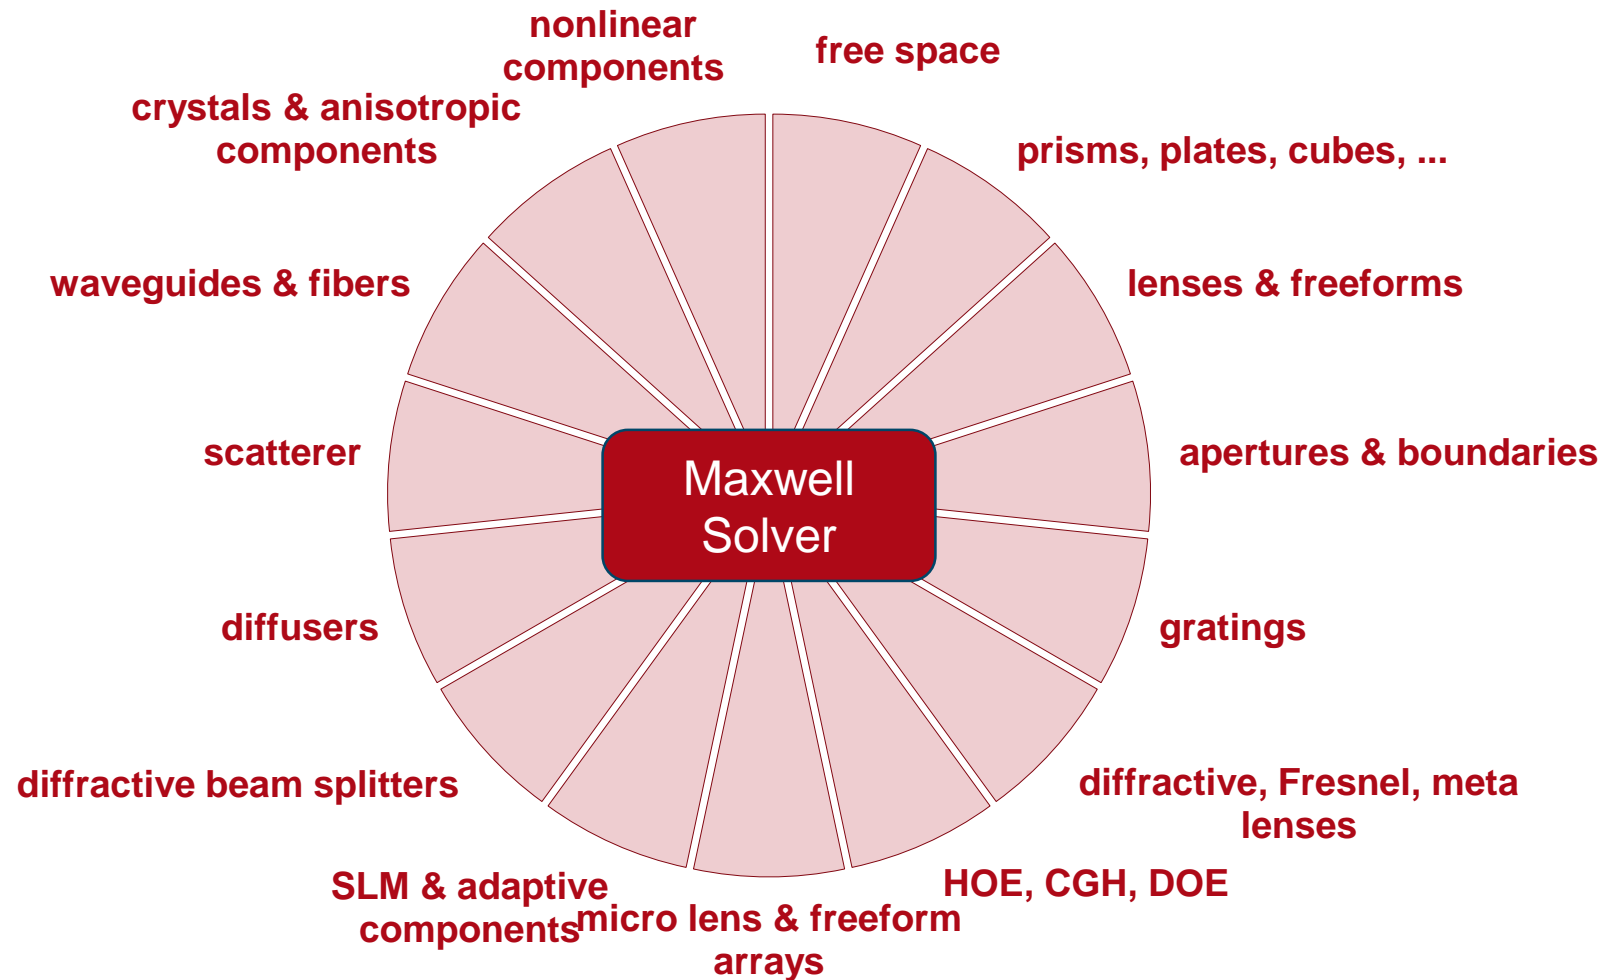 nonlinear
components
free space
crystals & anisotropic
components
prisms, plates, cubes, ...
waveguides & fibers
lenses & freeforms
scatterer
Maxwell
Solver
apertures & boundaries
diffusers
gratings
diffractive beam splitters
diffractive, Fresnel, meta
lenses
SLM & adaptive
components
HOE, CGH, DOE
micro lens & freeform
arrays